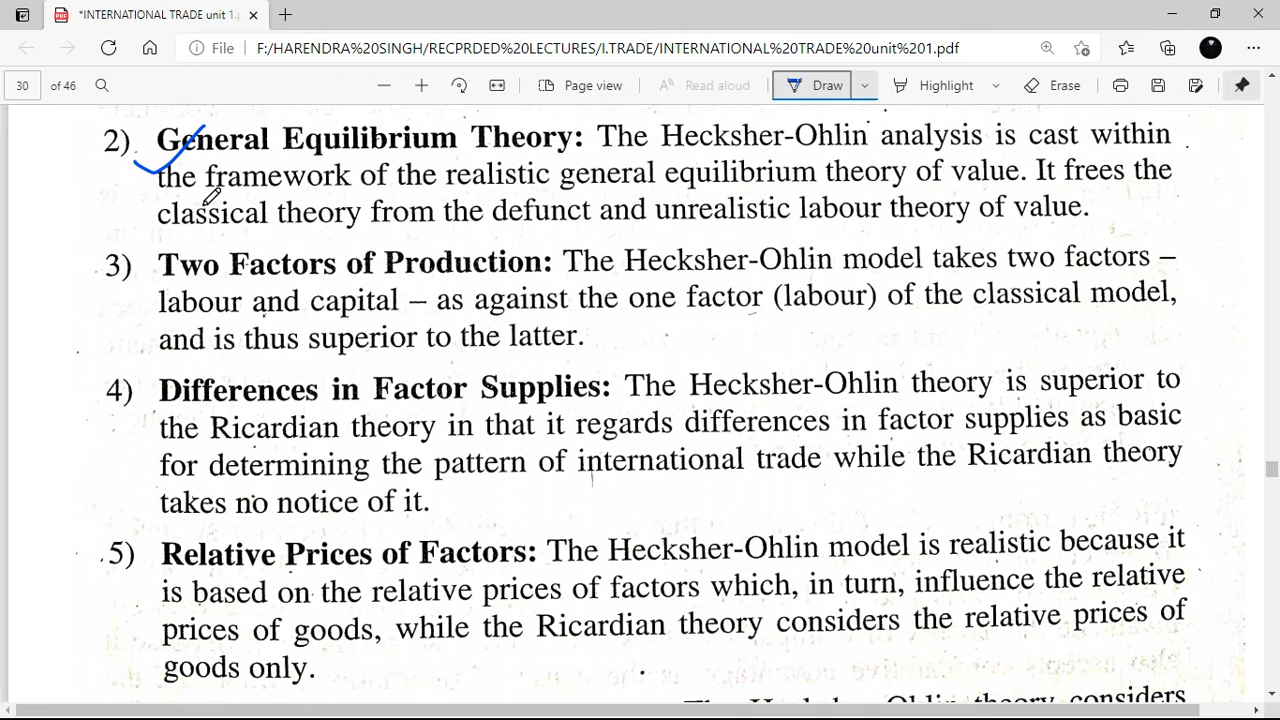 *INTERNATIONAL TRADE unit 1.
File F:/HARENDRA%20SINGH/RECPRDED%20LECTURES/I.TRADE/INTERNATIONAL%20TRADE%20unit%201.pdf
30 of 46 Page view Read aloud Draw Highlight Erase
2) General Equilibrium Theory: The Hecksher-Ohlin analysis is cast within
the framework of the realistic general equilibrium theory of value. It frees the
classical theory from the defunct and unrealistic labour theory of value.
3) Two Factors of Production: The Hecksher-Ohlin model takes two factors –
labour and capital – as against the one factor (labour) of the classical model,
and is thus superior to the latter.
4) Differences in Factor Supplies: The Hecksher-Ohlin theory is superior to
the Ricardian theory in that it regards differences in factor supplies as basic
for determining the pattern of international trade while the Ricardian theory
takes no notice of it.
5) Relative Prices of Factors: The Hecksher-Ohlin model is realistic because it
is based on the relative prices of factors which, in turn, influence the relative
prices of goods, while the Ricardian theory considers the relative prices of
goods only.
The Hecksher-Ohlin theory considers